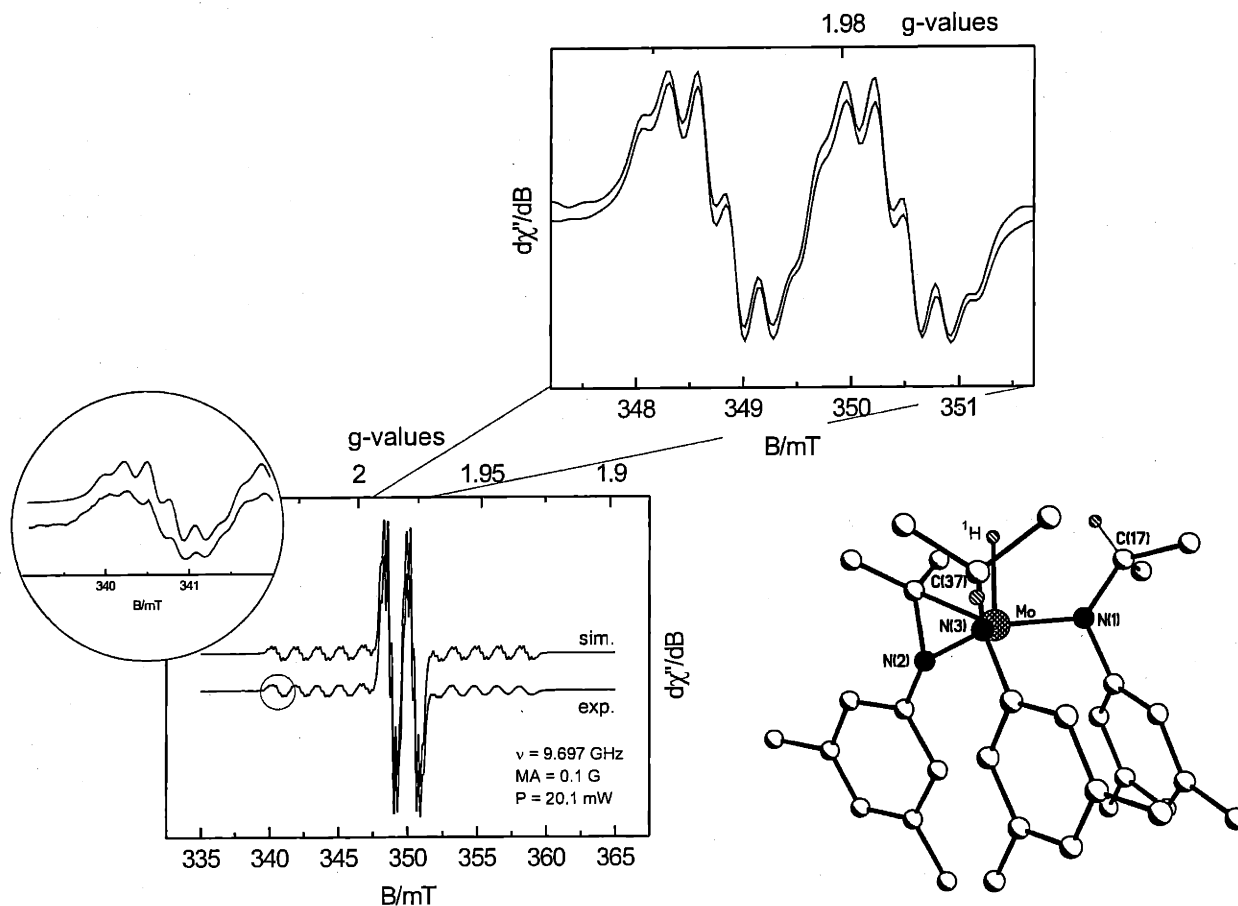 1.98 g-values
dχ"/dB
348 349 350 351
B/mT
g-values
2 1.95 1.9
340 341
B/mT
sim.
exp.
dχ"/dB
ν = 9.697 GHz
MA = 0.1 G
P = 20.1 mW
335 340 345 350 355 360 365
B/mT
¹H
C(17)
C(37)
Mo
N(3)
N(1)
N(2)